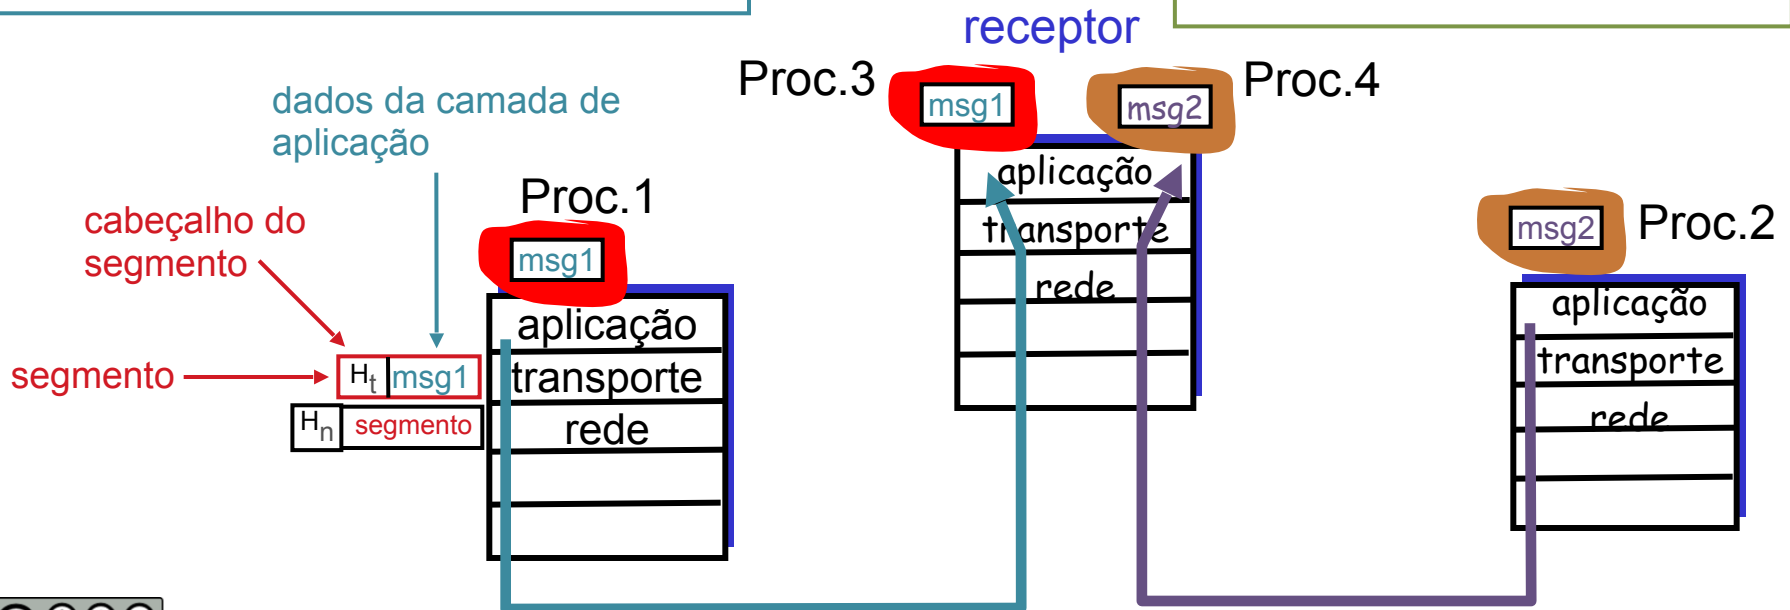 receptor
Proc.3
msg1
msg2
Proc.4
dados da camada de
aplicação
cabeçalho do
segmento
segmento
Proc.1
msg1
aplicação
Ht msg1
transporte
Hn segmento
rede
aplicação
transporte
rede
msg2
Proc.2
aplicação
transporte
rede